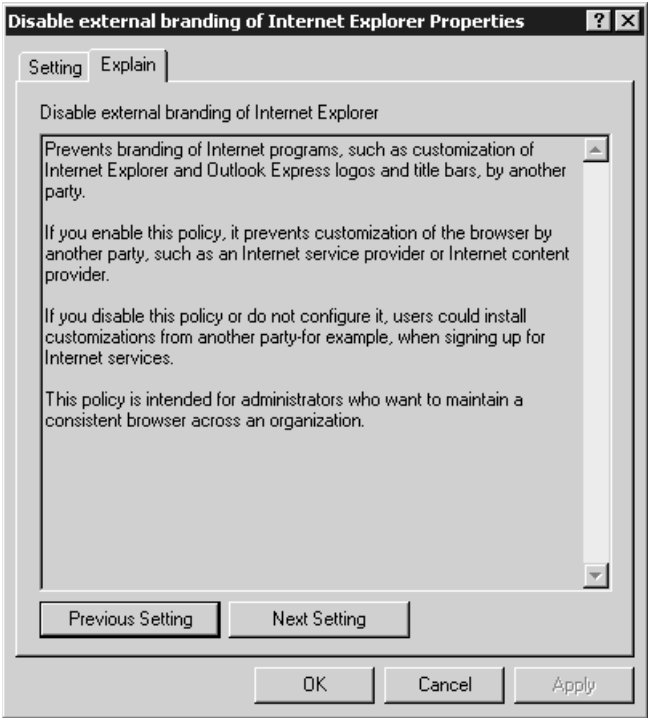 Disable external branding of Internet Explorer Properties ? X
Setting Explain
Disable external branding of Internet Explorer
Prevents branding of Internet programs, such as customization of
Internet Explorer and Outlook Express logos and title bars, by another
party.
If you enable this policy, it prevents customization of the browser by
another party, such as an Internet service provider or Internet content
provider.
If you disable this policy or do not configure it, users could install
customizations from another party-for example, when signing up for
Internet services.
This policy is intended for administrators who want to maintain a
consistent browser across an organization.
Previous Setting Next Setting
OK Cancel Apply